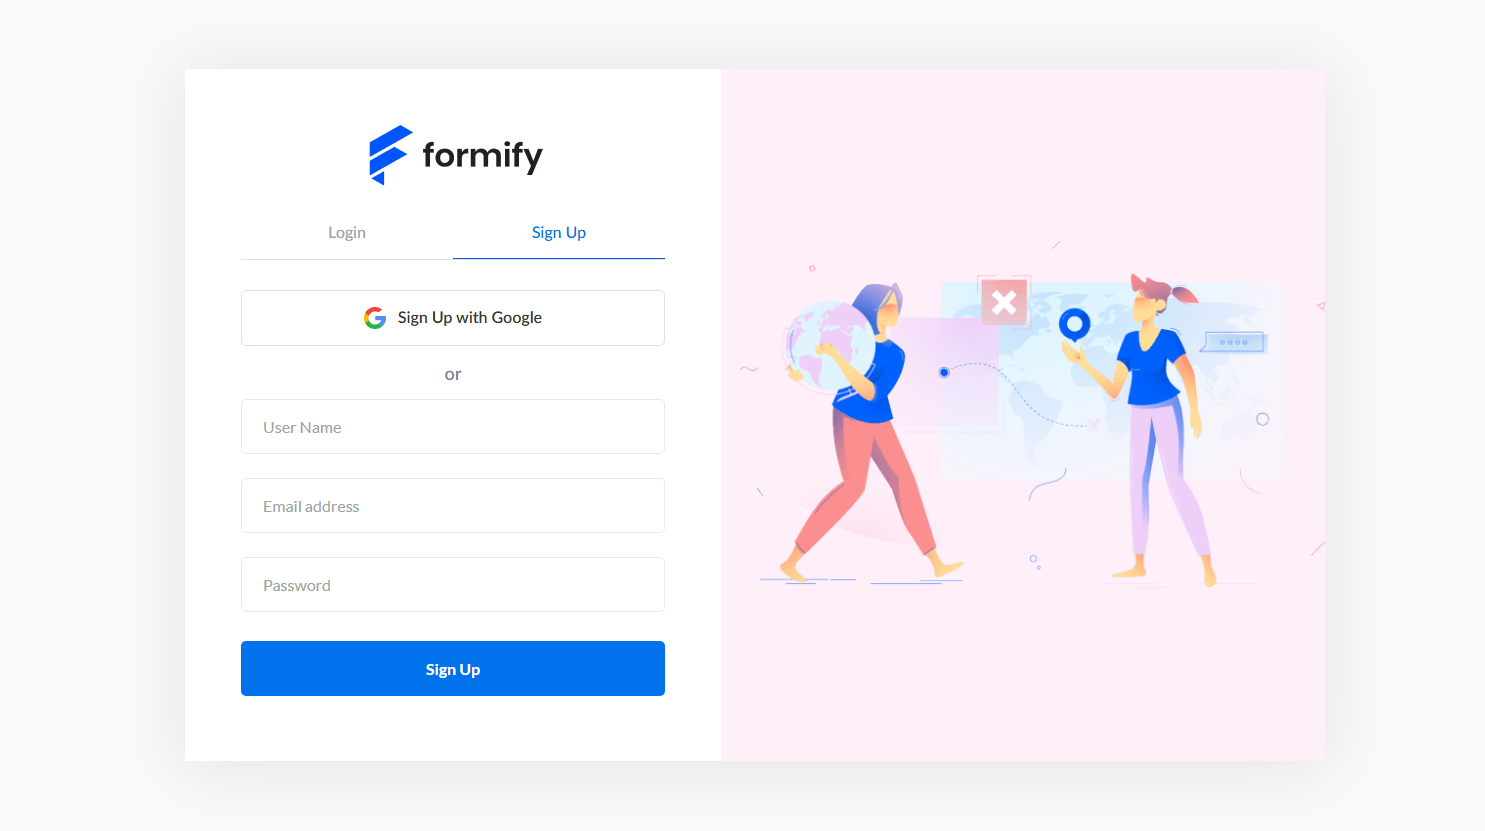 formify
Login
Sign Up
Sign Up with Google
or
User Name
Email address
Password
Sign Up